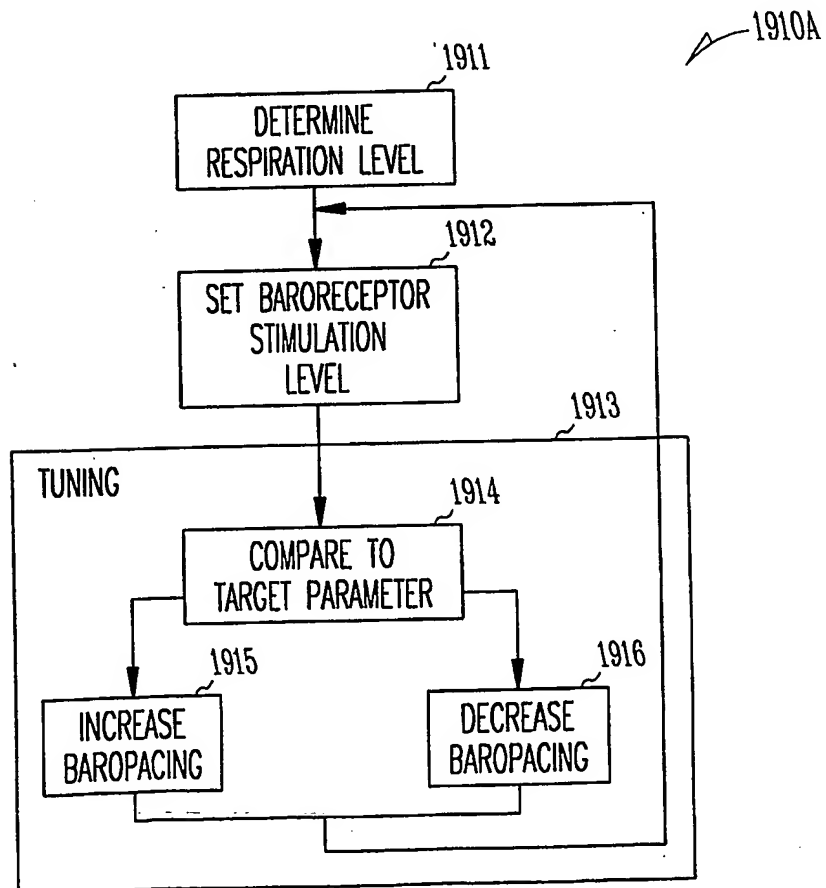 1910A
1911
DETERMINE
RESPIRATION LEVEL
1912
SET BARORECEPTOR
STIMULATION
LEVEL
1913
TUNING
1914
COMPARE TO
TARGET PARAMETER
1915
INCREASE
BAROPACING
1916
DECREASE
BAROPACING